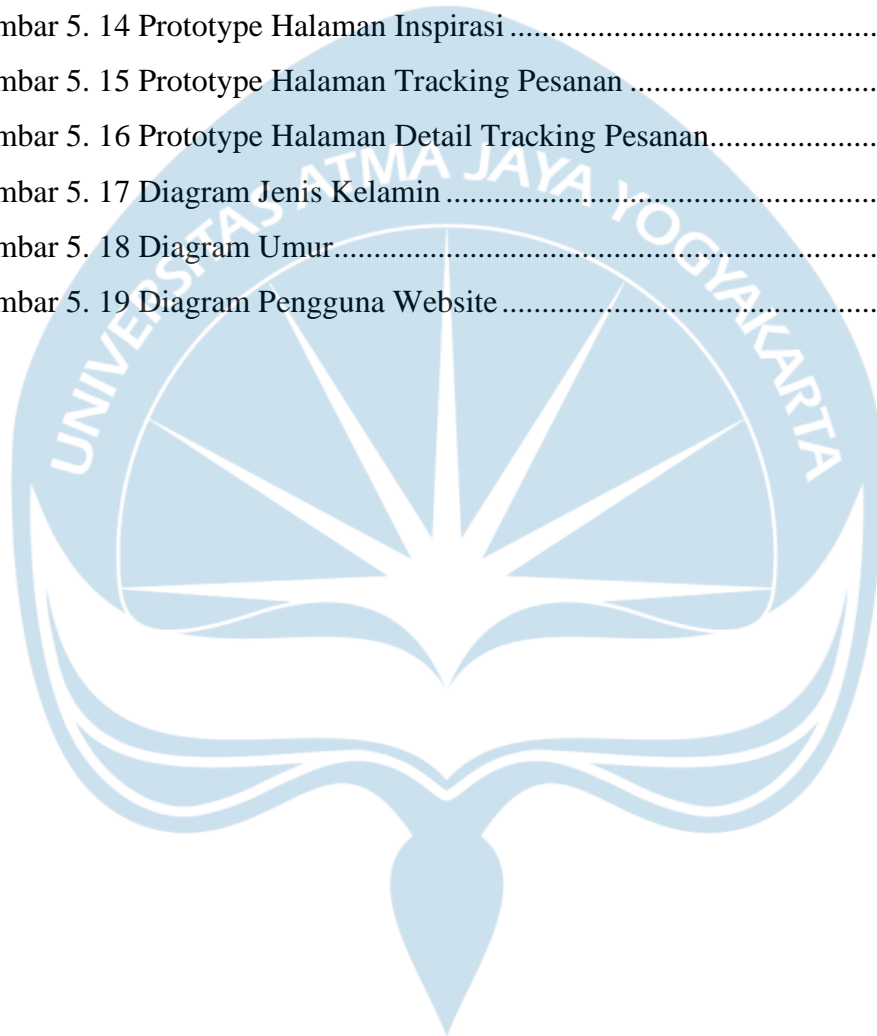 mbar 5. 14 Prototype Halaman Inspirasi ................................................
mbar 5. 15 Prototype Halaman Tracking Pesanan ................................
mbar 5. 16 Prototype Halaman Detail Tracking Pesanan......................
mbar 5. 17 Diagram Jenis Kelamin .......................................................
mbar 5. 18 Diagram Umur.....................................................................
mbar 5. 19 Diagram Pengguna Website ................................................
UNIVERSITAS ATMA JAYA YOGYAKARTA